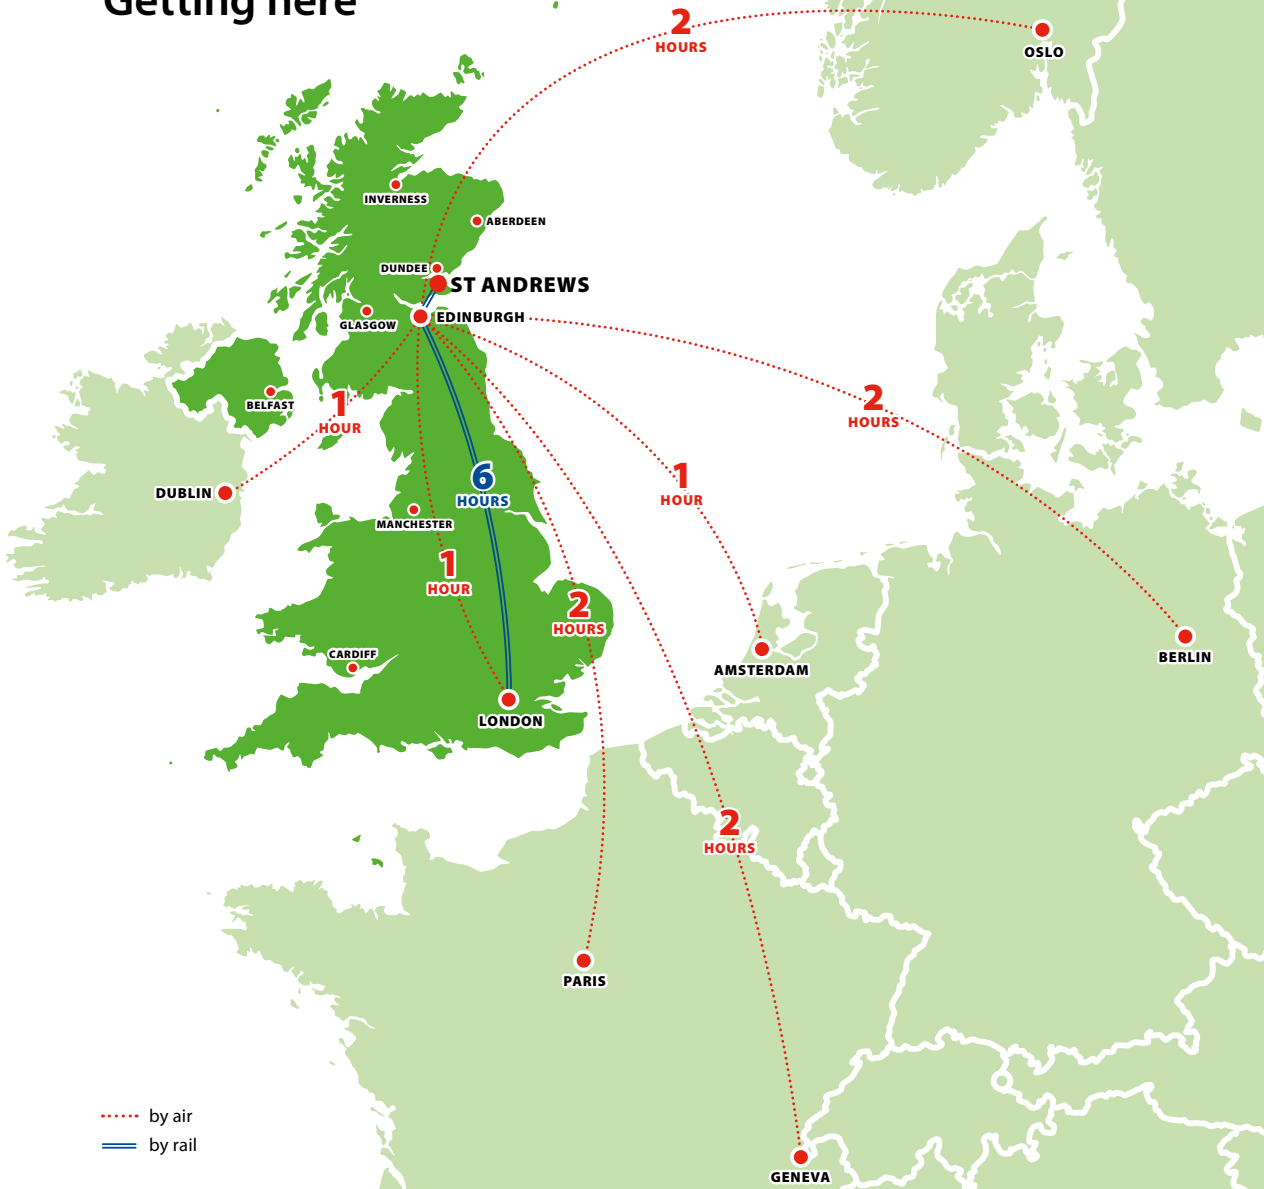 Getting here
2
HOURS
OSLO
INVERNESS
ABERDEEN
DUNDEE
ST ANDREWS
EDINBURGH
GLASGOW
BELFAST
1
HOUR
2
HOURS
DUBLIN
6
HOURS
1
HOUR
MANCHESTER
1
HOUR
2
HOURS
CARDIFF
AMSTERDAM
BERLIN
LONDON
2
HOURS
PARIS
by air
by rail
GENEVA